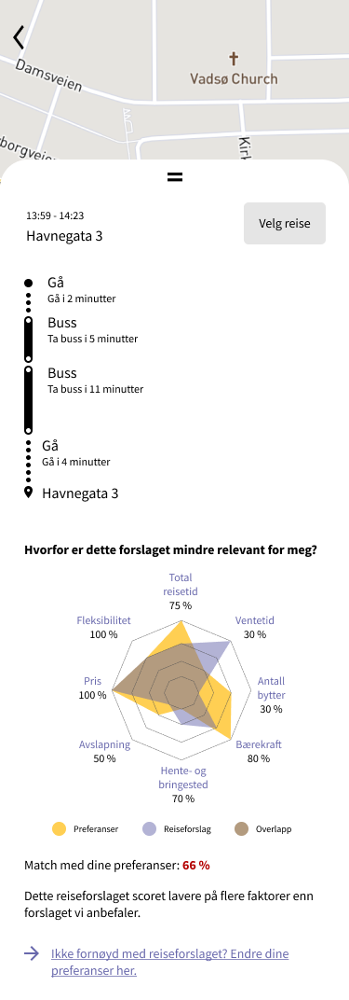 Damsveien
Vadsø Church
borgveien
Kirk
13:59 - 14:23
Havnegata 3
Velg reise
Gå
Gå i 2 minutter
Buss
Ta buss i 5 minutter
Buss
Ta buss i 11 minutter
Gå
Gå i 4 minutter
Havnegata 3
Hvorfor er dette forslaget mindre relevant for meg?
Total
reisetid
75 %
Fleksibilitet
100 %
Ventetid
30 %
Pris
100 %
Antall
bytter
30 %
Avslapning
50 %
Bærekraft
80 %
Hente- og
bringested
70 %
Preferanser
Reiseforslag
Overlapp
Match med dine preferanser: 66 %
Dette reiseforslaget scoret lavere på flere faktorer enn
forslaget vi anbefaler.
Ikke fornøyd med reiseforslaget? Endre dine
preferanser her.